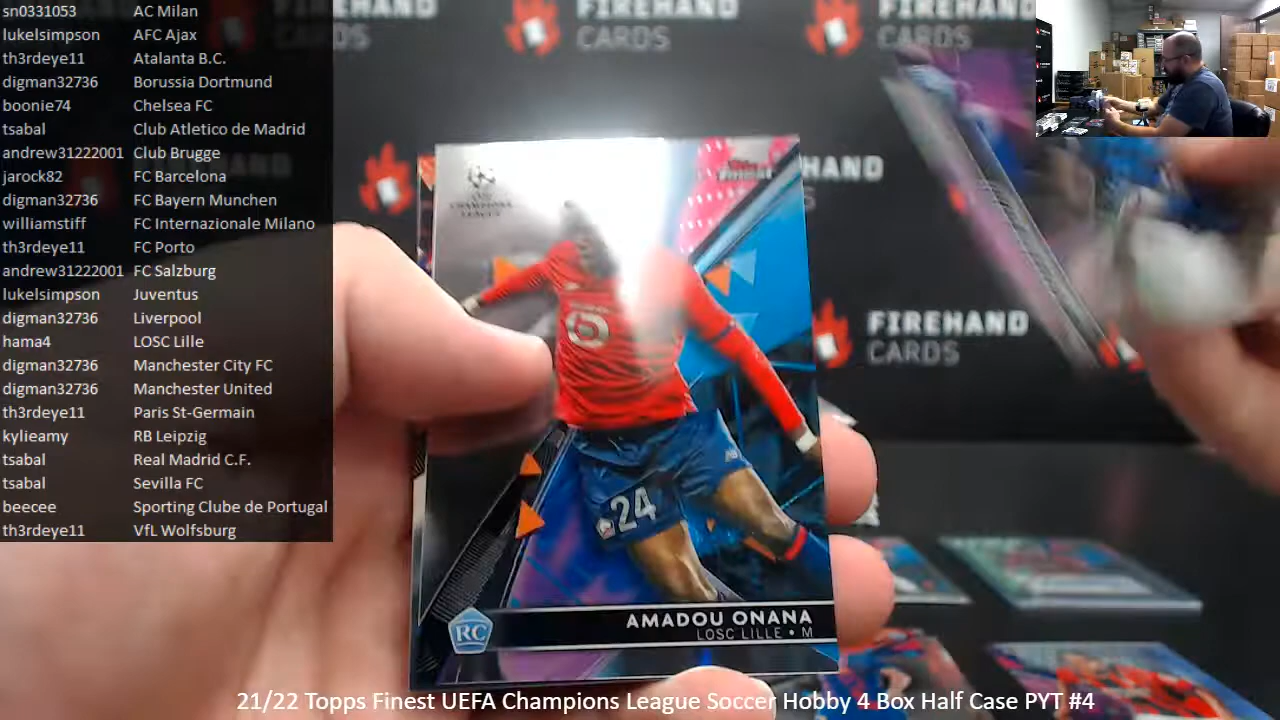 sn0331053 AC Milan
lukelsimpson AFC Ajax
th3rdeye11 Atalanta B.C.
digman32736 Borussia Dortmund
boonie74 Chelsea FC
tsabal Club Atletico de Madrid
andrew31222001 Club Brugge
jarock82 FC Barcelona
digman32736 FC Bayern Munchen
williamstiff FC Internazionale Milano
th3rdeye11 FC Porto
andrew31222001 FC Salzburg
lukelsimpson Juventus
digman32736 Liverpool
hama4 LOSC Lille
digman32736 Manchester City FC
digman32736 Manchester United
th3rdeye11 Paris St-Germain
kylieamy RB Leipzig
tsabal Real Madrid C.F.
tsabal Sevilla FC
beecee Sporting Clube de Portugal
th3rdeye11 VfL Wolfsburg
FIREHAND
CARDS
FIREHAND
CARDS
HAND
FIREHAND
CARDS
CHAMPIONS
LEAGUE
Finest
24
RC
AMADOU ONANA
LOSC LILLE • M
21/22 Topps Finest UEFA Champions League Soccer Hobby 4 Box Half Case PYT #4